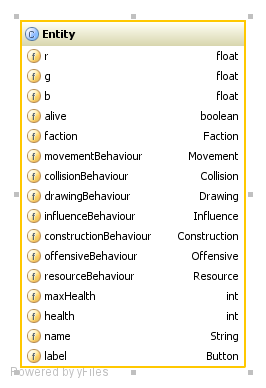 C Entity
f r float
f g float
f b float
f alive boolean
f faction Faction
f movementBehaviour Movement
f collisionBehaviour Collision
f drawingBehaviour Drawing
f influenceBehaviour Influence
f constructionBehaviour Construction
f offensiveBehaviour Offensive
f resourceBehaviour Resource
f maxHealth int
f health int
f name String
f label Button
Powered by yFiles